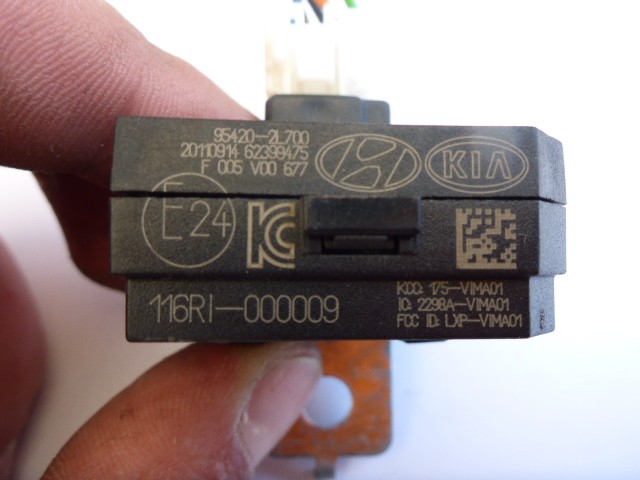 95420-2L700
20110914 62399475
F 005 V00 677
KIA
E24
KC
116RI-000009
KCC: 175-VIMA01
IC: 2298A-VIMA01
FCC ID: LXP-VIMA01